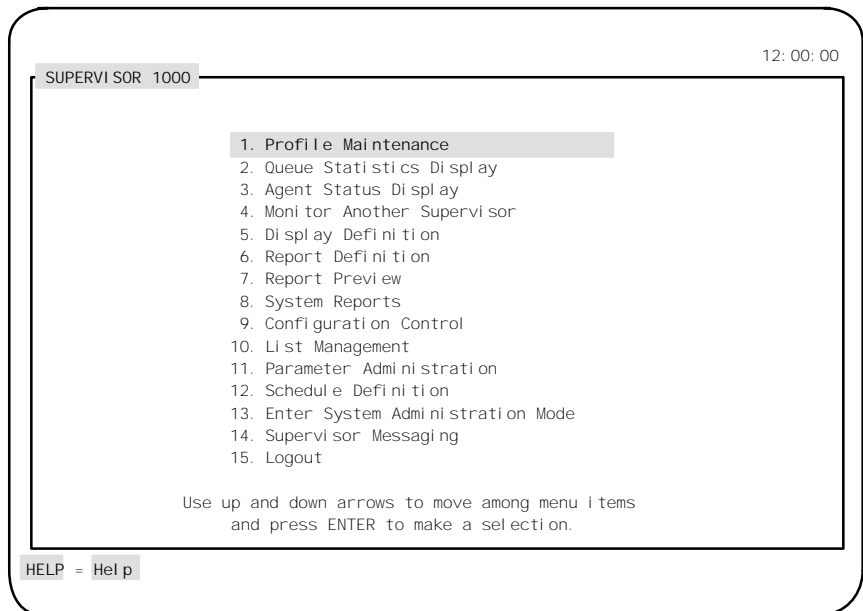 12:00:00
SUPERVISOR 1000
1. Profile Maintenance
2. Queue Statistics Display
3. Agent Status Display
4. Monitor Another Supervisor
5. Display Definition
6. Report Definition
7. Report Preview
8. System Reports
9. Configuration Control
10. List Management
11. Parameter Administration
12. Schedule Definition
13. Enter System Administration Mode
14. Supervisor Messaging
15. Logout
Use up and down arrows to move among menu items
and press ENTER to make a selection.
HELP = Help